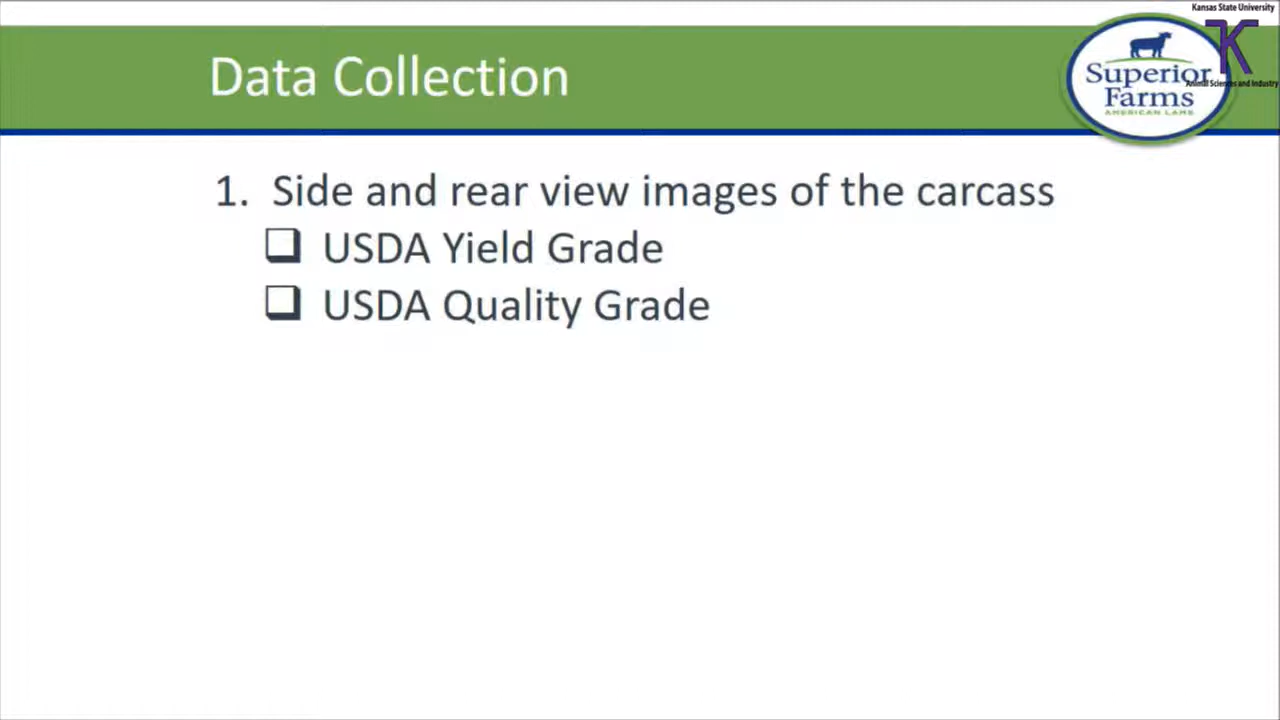 Kansas State University
Data Collection
Superior
Farms
AMERICAN LAMB
Animal Sciences and Industry
1. Side and rear view images of the carcass
❑ USDA Yield Grade
❑ USDA Quality Grade